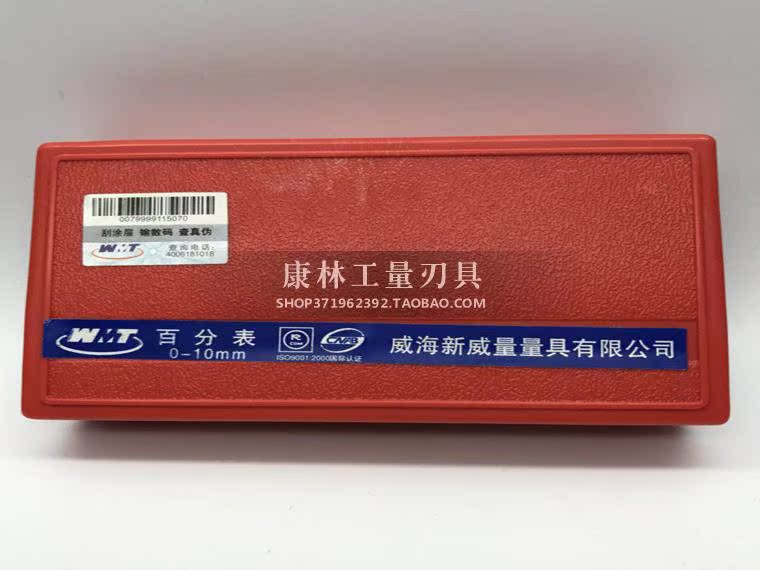 0079999115070
刮涂层 输数码 查真伪
WMT
查询电话:
4006181018
康林工量刃具
SHOP371962392.TAOBAO.COM
WMT 百分表
0-10mm
R
.COM
CNAB
ISO9001:2000国际认证
威海新威量量具有限公司